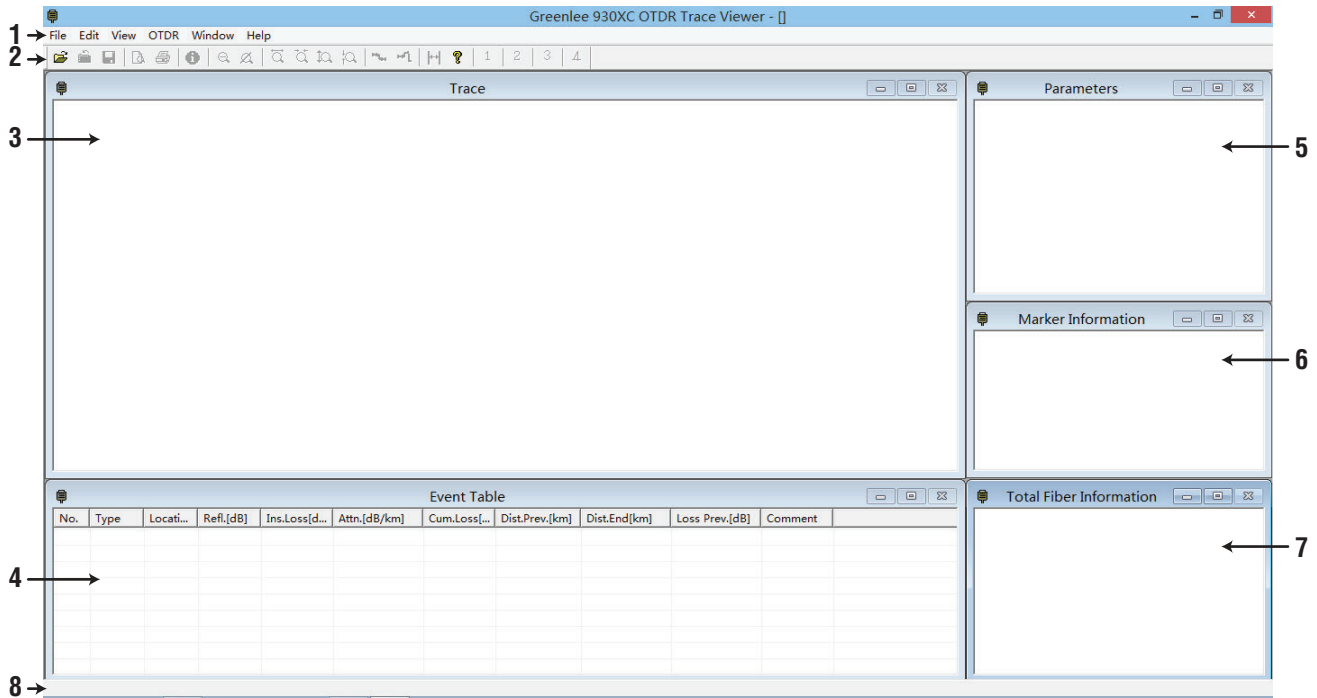 Greenlee 930XC OTDR Trace Viewer - []
1 File Edit View OTDR Window Help
2 1 2 3 4
Trace
Parameters
3
5
Marker Information
6
Event Table
Total Fiber Information
No. Type Locati... Refl.[dB] Ins.Loss[d... Attn.[dB/km] Cum.Loss[... Dist.Prev.[km] Dist.End[km] Loss Prev.[dB] Comment
7
4
8